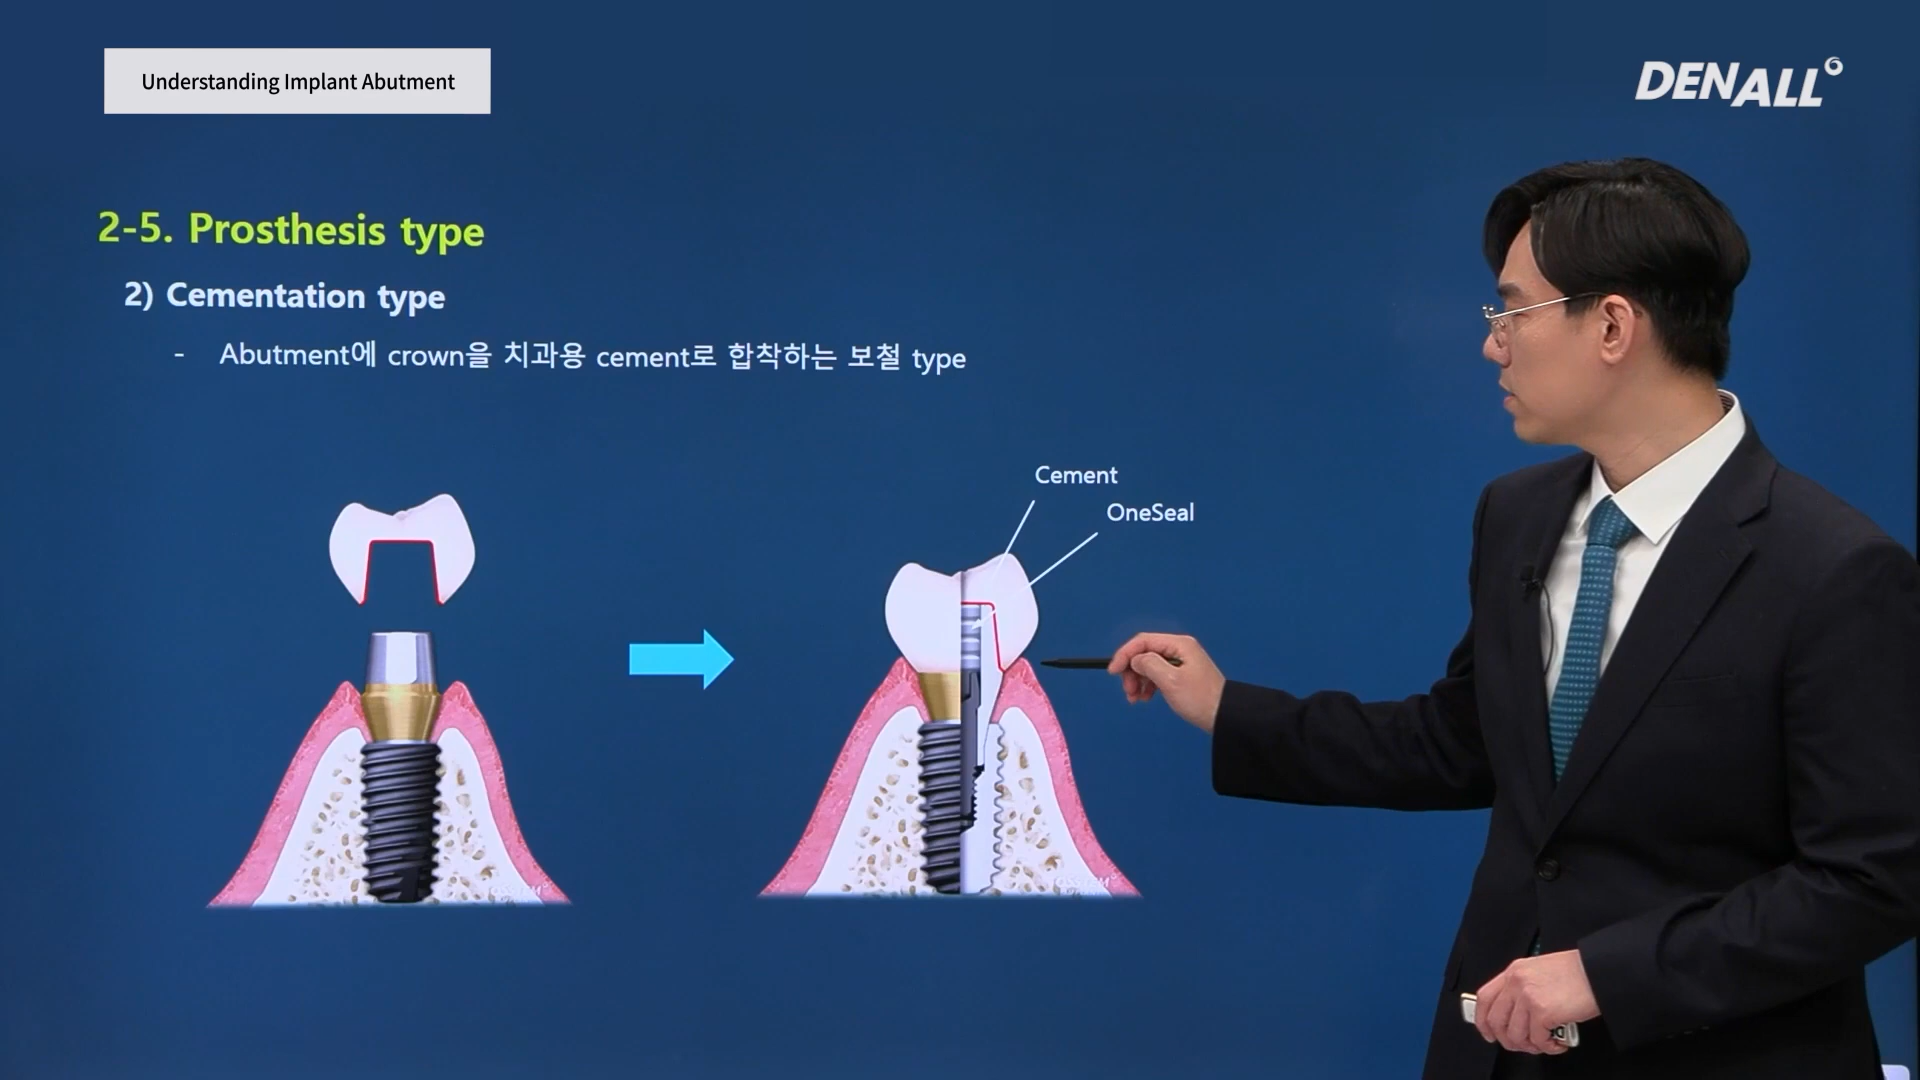 Understanding Implant Abutment
DENALL
2-5. Prosthesis type
2) Cementation type
- Abutment에 crown을 치과용 cement로 합착하는 보철 type
Cement
OneSeal